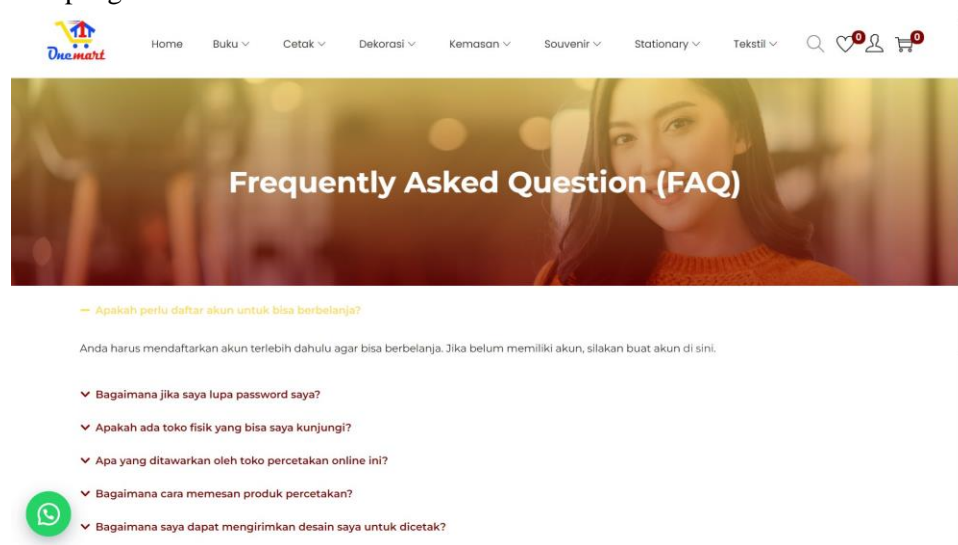 Onemart
Home Buku Cetak Dekorasi Kemasan Souvenir Stationary Tekstil 0 0
Frequently Asked Question (FAQ)
Apakah perlu daftar akun untuk bisa berbelanja?
Anda harus mendaftarkan akun terlebih dahulu agar bisa berbelanja. Jika belum memiliki akun, silakan buat akun di sini.
Bagaimana jika saya lupa password saya?
Apakah ada toko fisik yang bisa saya kunjungi?
Apa yang ditawarkan oleh toko percetakan online ini?
Bagaimana cara memesan produk percetakan?
Bagaimana saya dapat mengirimkan desain saya untuk dicetak?